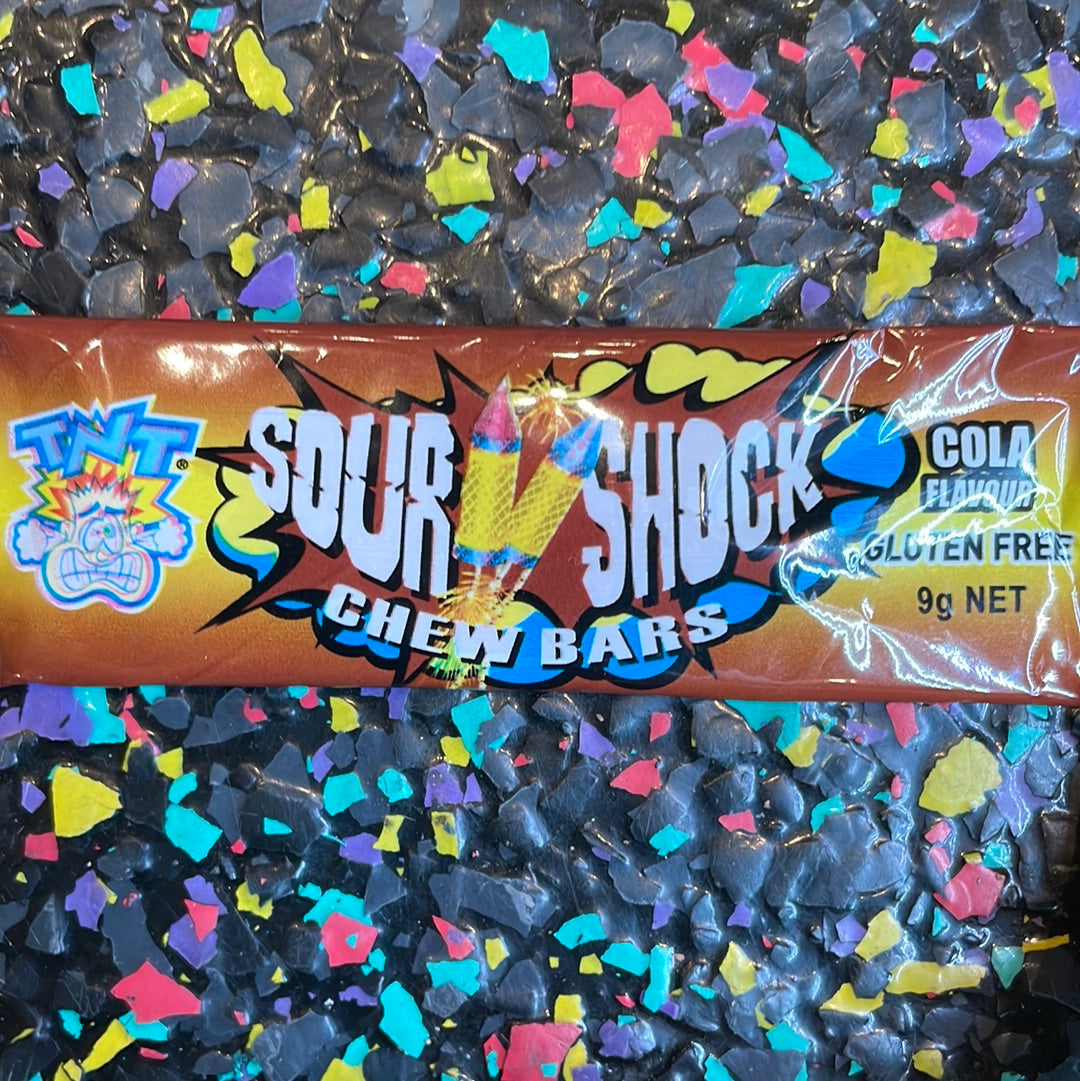 TNT®
SOUR SHOCK
CHEW BARS
COLA
FLAVOUR
GLUTEN FREE
9g NET